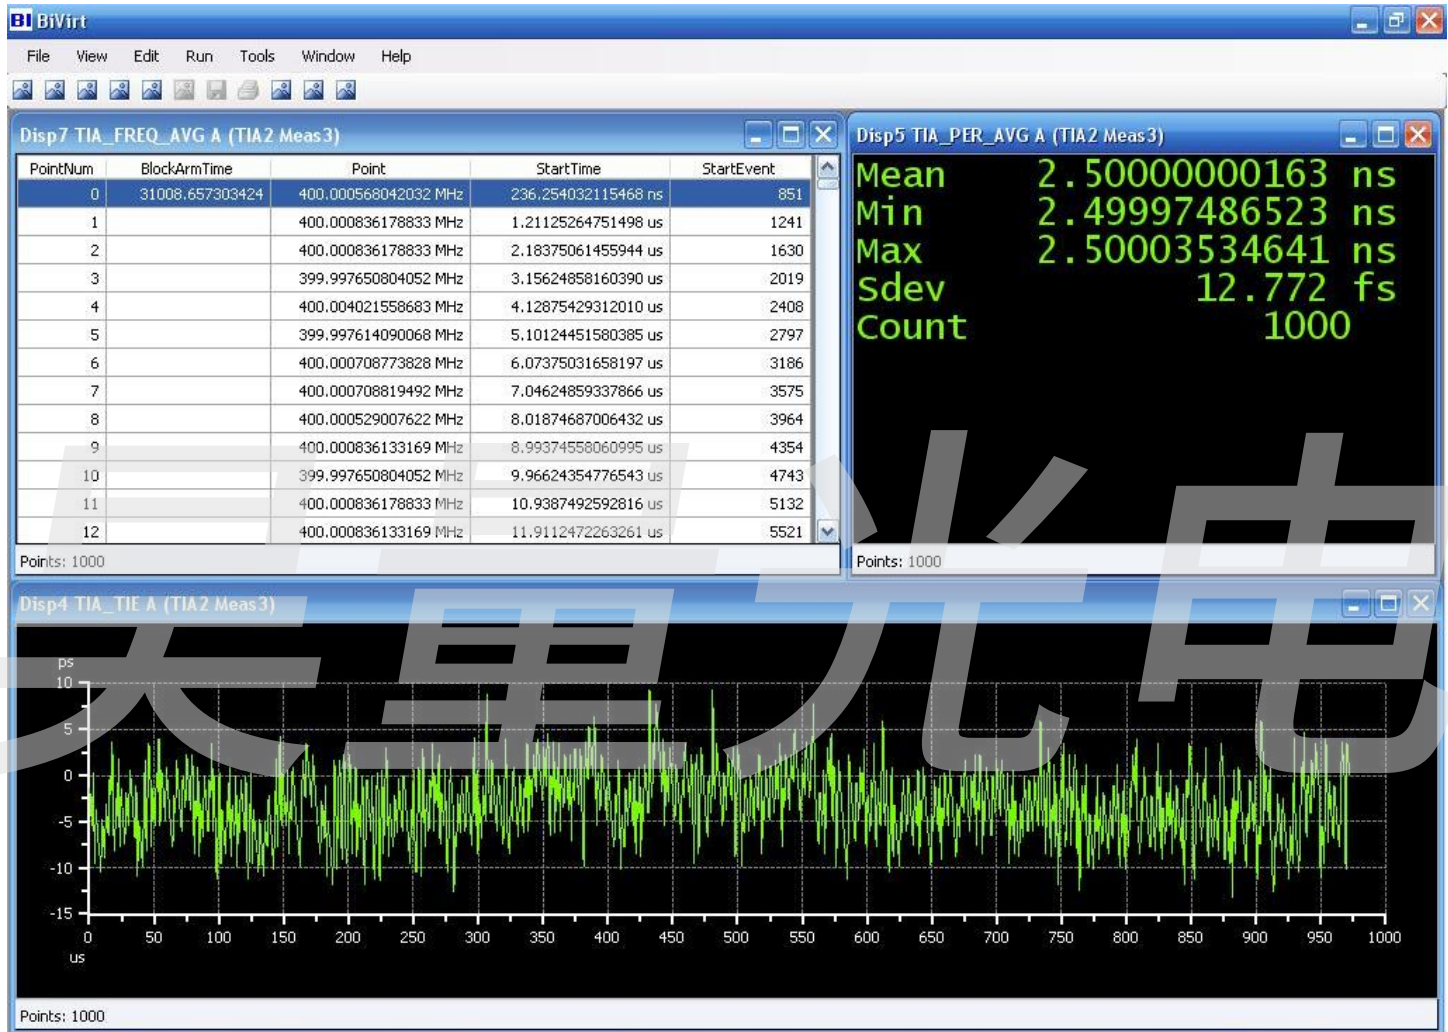 BI BiVirt
File View Edit Run Tools Window Help
Disp7 TIA_FREQ_AVG A (TIA2 Meas3)
PointNum BlockArmTime Point StartTime StartEvent
0 31008.657303424 400.000568042032 MHz 236.254032115468 ns 851
1 400.000836178833 MHz 1.21125264751498 us 1241
2 400.000836178833 MHz 2.18375061455944 us 1630
3 399.997650804052 MHz 3.15624858160390 us 2019
4 400.004021558683 MHz 4.12875429312010 us 2408
5 399.997614090068 MHz 5.10124451580385 us 2797
6 400.000708773828 MHz 6.07375031658197 us 3186
7 400.000708819492 MHz 7.04624859337866 us 3575
8 400.000529007622 MHz 8.01874687006432 us 3964
9 400.000836133169 MHz 8.99374558060995 us 4354
10 399.997650804052 MHz 9.96624354776543 us 4743
11 400.000836178833 MHz 10.9387492592816 us 5132
12 400.000836133169 MHz 11.9112472263261 us 5521
Points: 1000
Disp5 TIA_PER_AVG A (TIA2 Meas3)
Mean 2.50000000163 ns
Min 2.49997486523 ns
Max 2.50003534641 ns
Sdev 12.772 fs
Count 1000
Points: 1000
Disp4 TIA_TIE A (TIA2 Meas3)
ps
10
5
0
-5
-10
-15
0 50 100 150 200 250 300 350 400 450 500 550 600 650 700 750 800 850 900 950 1000
us
Points: 1000
光电